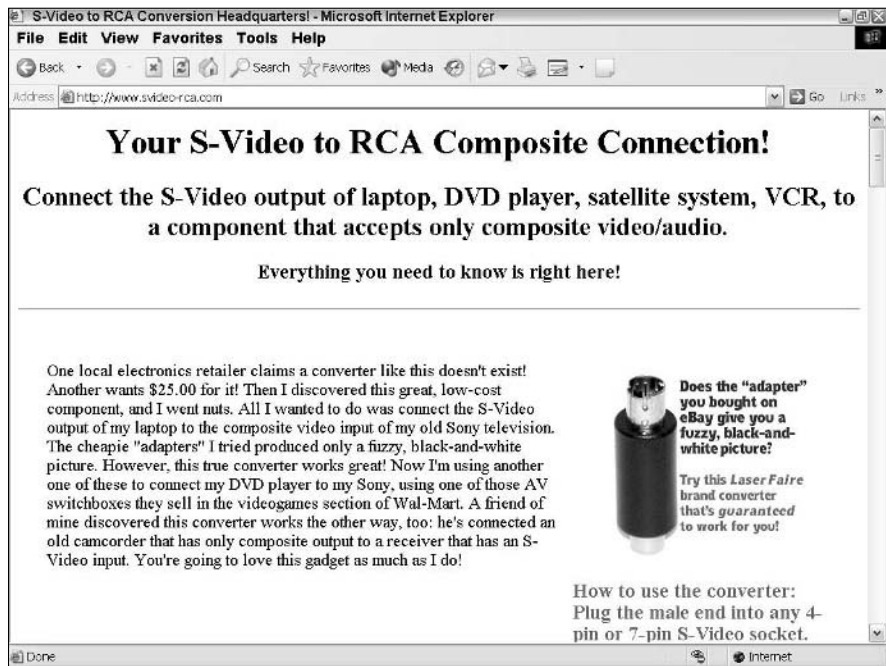 S-Video to RCA Conversion Headquarters! - Microsoft Internet Explorer
File Edit View Favorites Tools Help
Back Search Favorites Media
Address http://www.svideo-rca.com Go Links »
Your S-Video to RCA Composite Connection!
Connect the S-Video output of laptop, DVD player, satellite system, VCR, to
a component that accepts only composite video/audio.
Everything you need to know is right here!
One local electronics retailer claims a converter like this doesn't exist!
Another wants $25.00 for it! Then I discovered this great, low-cost
component, and I went nuts. All I wanted to do was connect the S-Video
output of my laptop to the composite video input of my old Sony television.
The cheapie "adapters" I tried produced only a fuzzy, black-and-white
picture. However, this true converter works great! Now I'm using another
one of these to connect my DVD player to my Sony, using one of those AV
switchboxes they sell in the videogames section of Wal-Mart. A friend of
mine discovered this converter works the other way, too: he's connected an
old camcorder that has only composite output to a receiver that has an S-
Video input. You're going to love this gadget as much as I do!
Does the “adapter”
you bought on
eBay give you a
fuzzy, black-and-
white picture?
Try this Laser Faire
brand converter
that's guaranteed
to work for you!
How to use the converter:
Plug the male end into any 4-
pin or 7-pin S-Video socket.
Done Internet